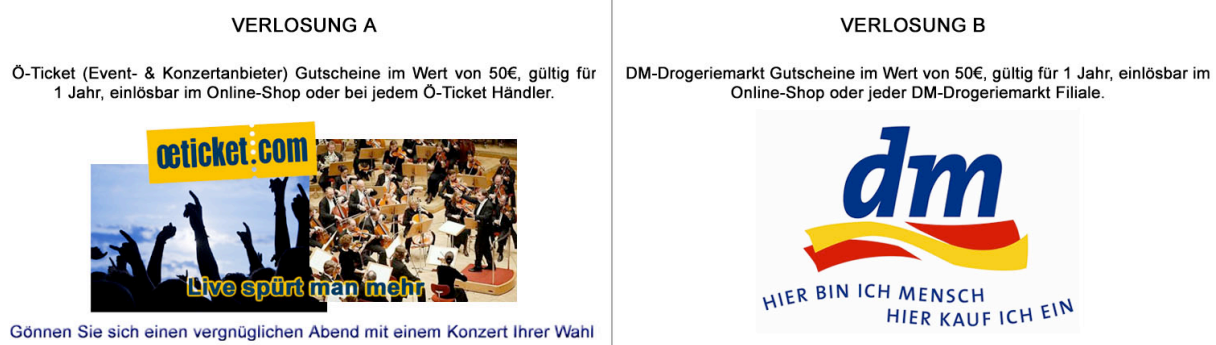 VERLOSUNG A
Ö-Ticket (Event- & Konzertanbieter) Gutscheine im Wert von 50€, gültig für
1 Jahr, einlösbar im Online-Shop oder bei jedem Ö-Ticket Händler.
œticket.com
Live spürt man mehr
Gönnen Sie sich einen vergnüglichen Abend mit einem Konzert Ihrer Wahl
VERLOSUNG B
DM-Drogeriemarkt Gutscheine im Wert von 50€, gültig für 1 Jahr, einlösbar im
Online-Shop oder jeder DM-Drogeriemarkt Filiale.
dm
HIER BIN ICH MENSCH
HIER KAUF ICH EIN